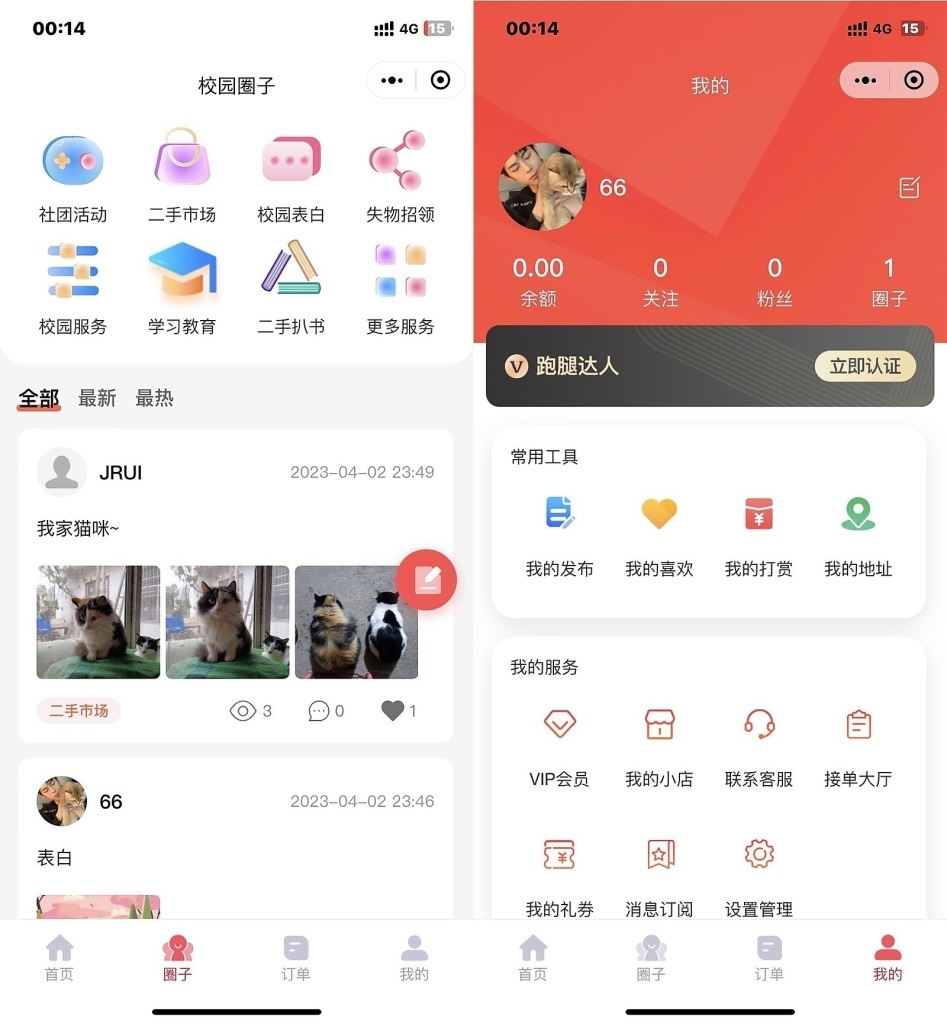 00:14
4G 15
校园圈子
社团活动 二手市场 校园表白 失物招领
校园服务 学习教育 二手扒书 更多服务
全部 最新 最热
JRUI 2023-04-02 23:49
我家猫咪~
二手市场 3 0 1
66 2023-04-02 23:46
表白
首页 圈子 订单 我的
00:14
4G 15
我的
66
0.00 0 0 1
余额 关注 粉丝 圈子
V 跑腿达人 立即认证
常用工具
我的发布 我的喜欢 我的打赏 我的地址
我的服务
VIP会员 我的小店 联系客服 接单大厅
我的礼券 消息订阅 设置管理
首页 圈子 订单 我的